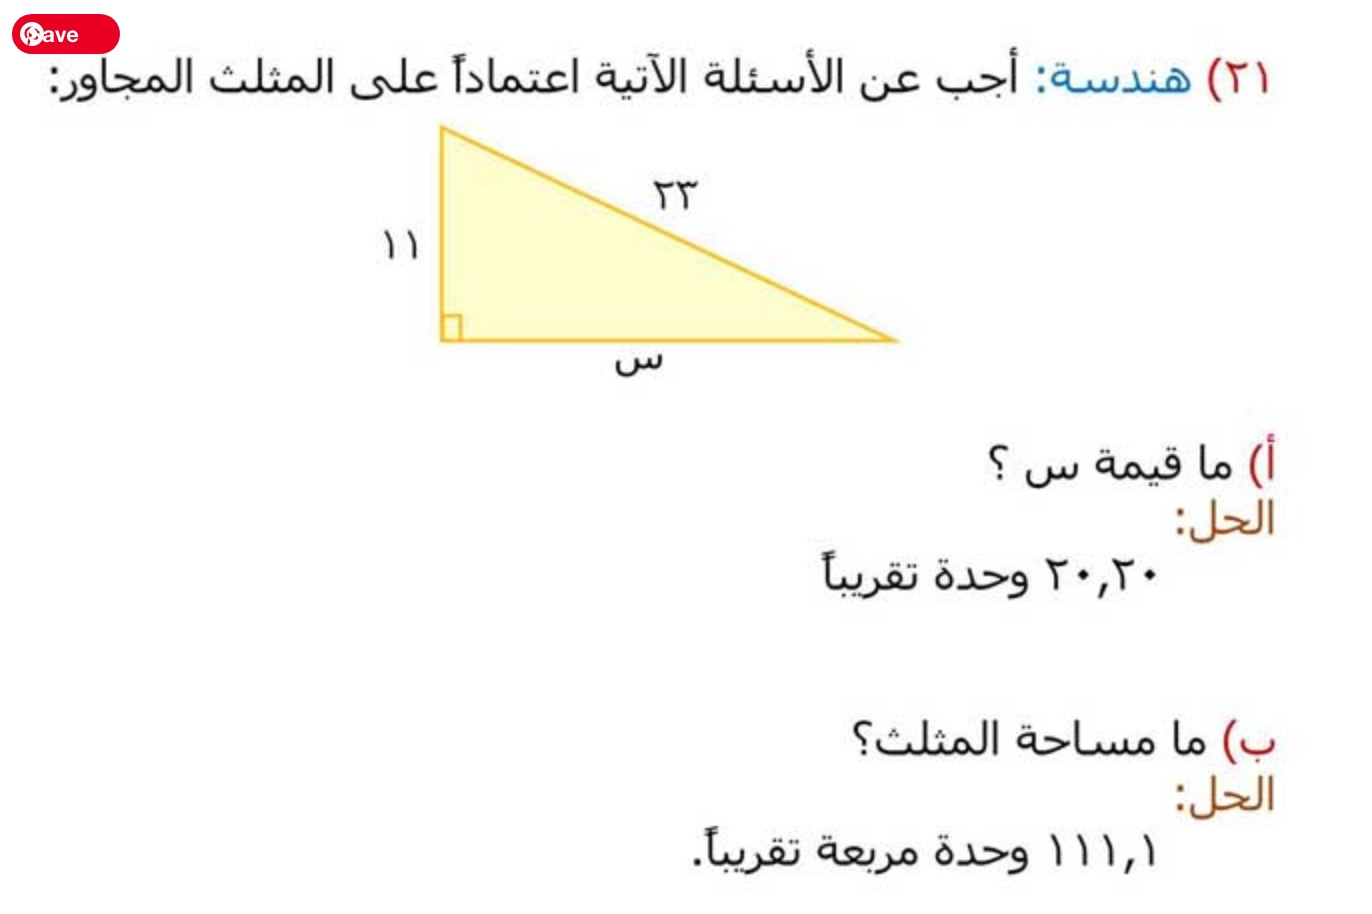 Save
٢١) هندسة: أجب عن الأسئلة الآتية اعتماداً على المثلث المجاور:
٢٣
١١
س
أ) ما قيمة س ؟
الحل:
٢٠,٢٠ وحدة تقريباً
ب) ما مساحة المثلث؟
الحل:
١١١,١ وحدة مربعة تقريباً.